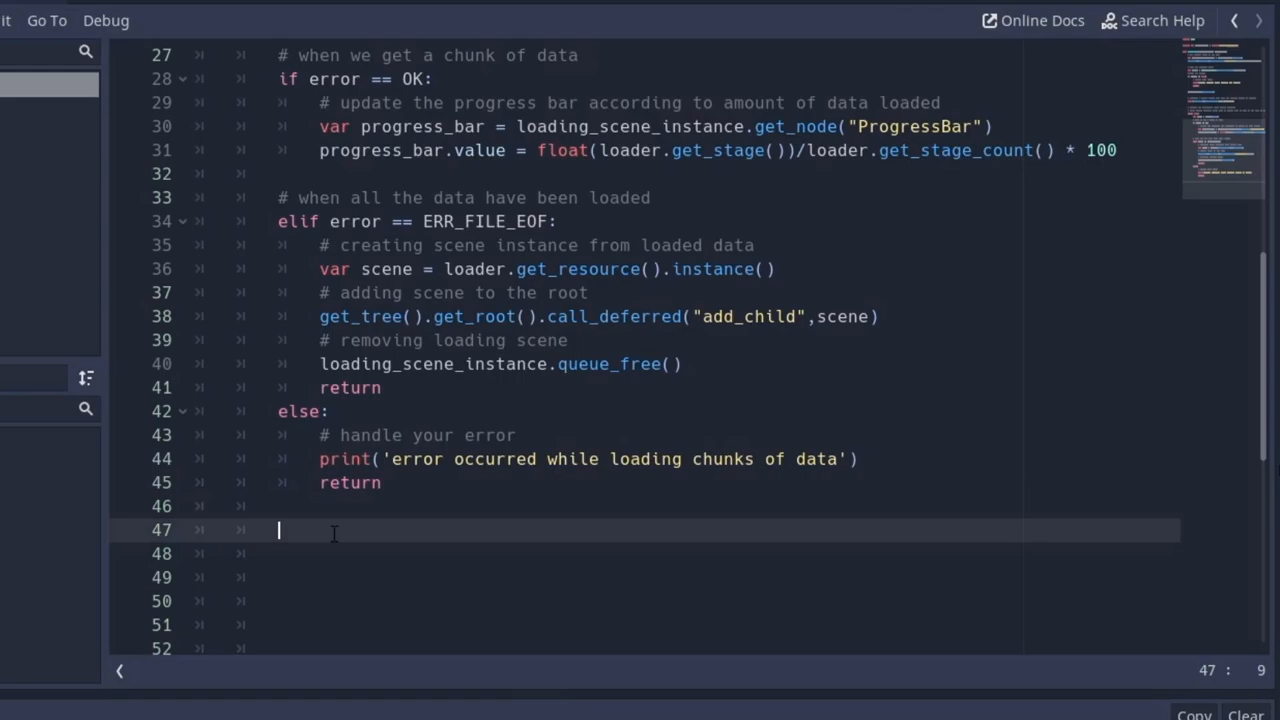 it Go To Debug Online Docs Search Help
27 # when we get a chunk of data
28 if error == OK:
29 # update the progress bar according to amount of data loaded
30 var progress_bar = loading_scene_instance.get_node("ProgressBar")
31 progress_bar.value = float(loader.get_stage())/loader.get_stage_count() * 100
32
33 # when all the data have been loaded
34 elif error == ERR_FILE_EOF:
35 # creating scene instance from loaded data
36 var scene = loader.get_resource().instance()
37 # adding scene to the root
38 get_tree().get_root().call_deferred("add_child",scene)
39 # removing loading scene
40 loading_scene_instance.queue_free()
41 return
42 else:
43 # handle your error
44 print('error occurred while loading chunks of data')
45 return
46
47
48
49
50
51
52
47 : 9
Copy Clear